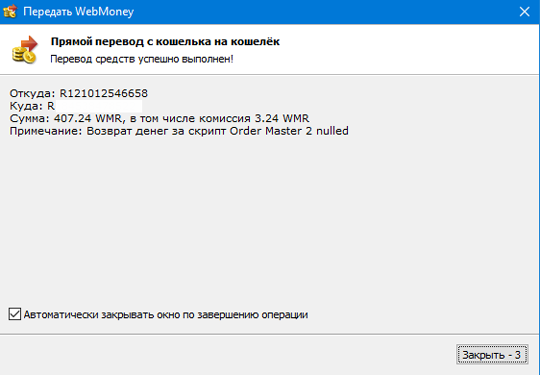 Передать WebMoney
Прямой перевод с кошелька на кошелёк
Перевод средств успешно выполнен!
Откуда: R121012546658
Куда: R
Сумма: 407.24 WMR, в том числе комиссия 3.24 WMR
Примечание: Возврат денег за скрипт Order Master 2 nulled
Автоматически закрывать окно по завершению операции
Закрыть - 3